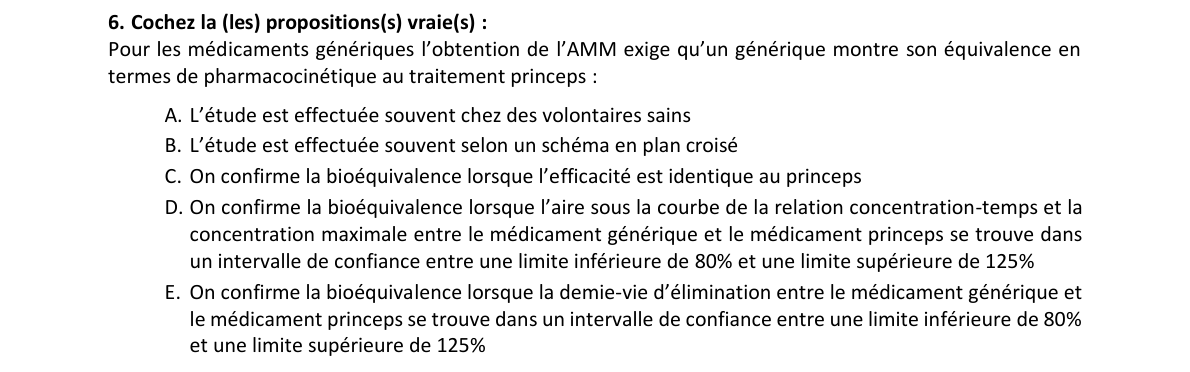 6. Cochez la (les) propositions(s) vraie(s) :
Pour les médicaments génériques l’obtention de l’AMM exige qu’un générique montre son équivalence en
termes de pharmacocinétique au traitement princeps :
A. L’étude est effectuée souvent chez des volontaires sains
B. L’étude est effectuée souvent selon un schéma en plan croisé
C. On confirme la bioéquivalence lorsque l’efficacité est identique au princeps
D. On confirme la bioéquivalence lorsque l’aire sous la courbe de la relation concentration-temps et la
concentration maximale entre le médicament générique et le médicament princeps se trouve dans
un intervalle de confiance entre une limite inférieure de 80% et une limite supérieure de 125%
E. On confirme la bioéquivalence lorsque la demie-vie d’élimination entre le médicament générique et
le médicament princeps se trouve dans un intervalle de confiance entre une limite inférieure de 80%
et une limite supérieure de 125%